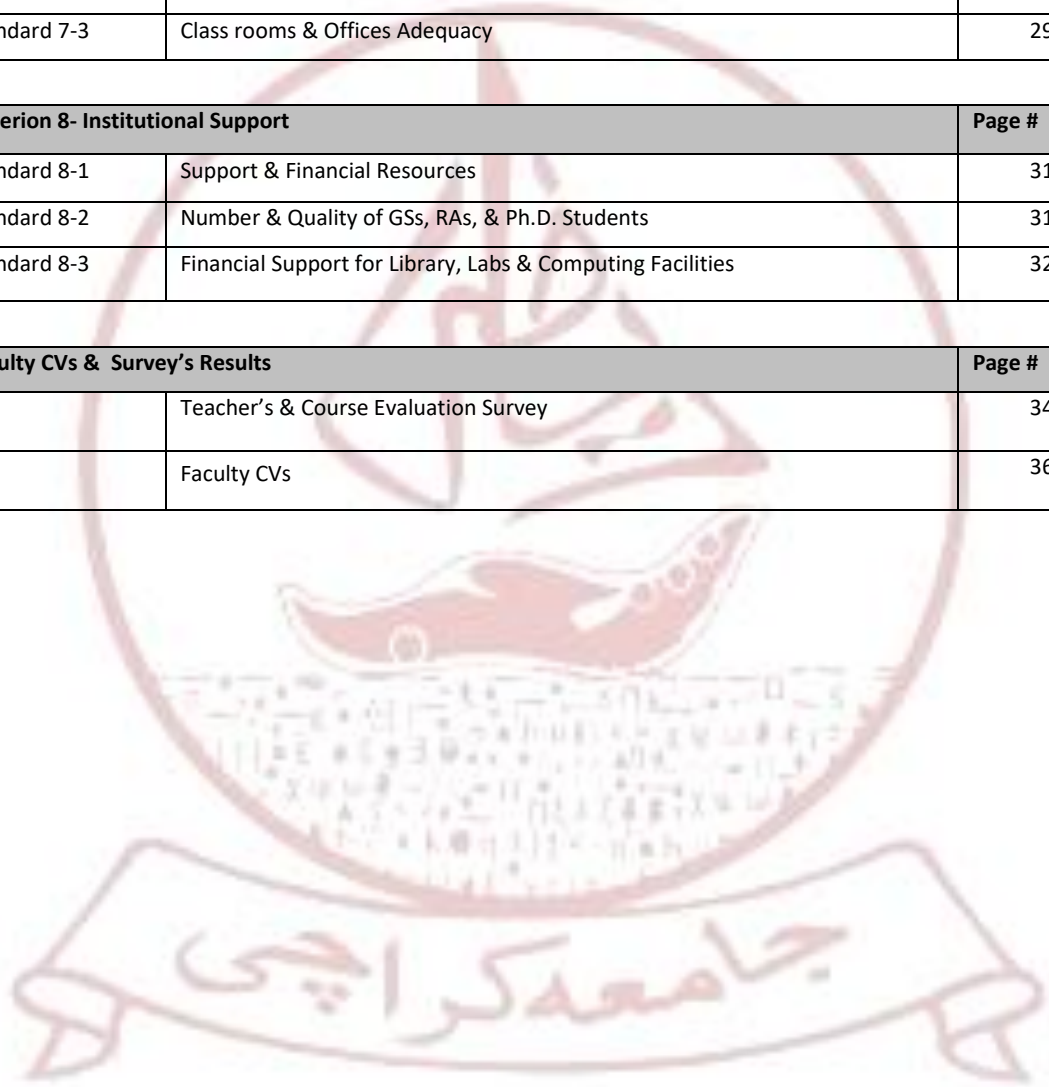 ndard 7-3 Class rooms & Offices Adequacy 29
erion 8- Institutional Support Page #
ndard 8-1 Support & Financial Resources 31
ndard 8-2 Number & Quality of GSs, RAs, & Ph.D. Students 31
ndard 8-3 Financial Support for Library, Labs & Computing Facilities 32
ulty CVs & Survey’s Results Page #
Teacher’s & Course Evaluation Survey 34
Faculty CVs 36
جامعہ کراچی